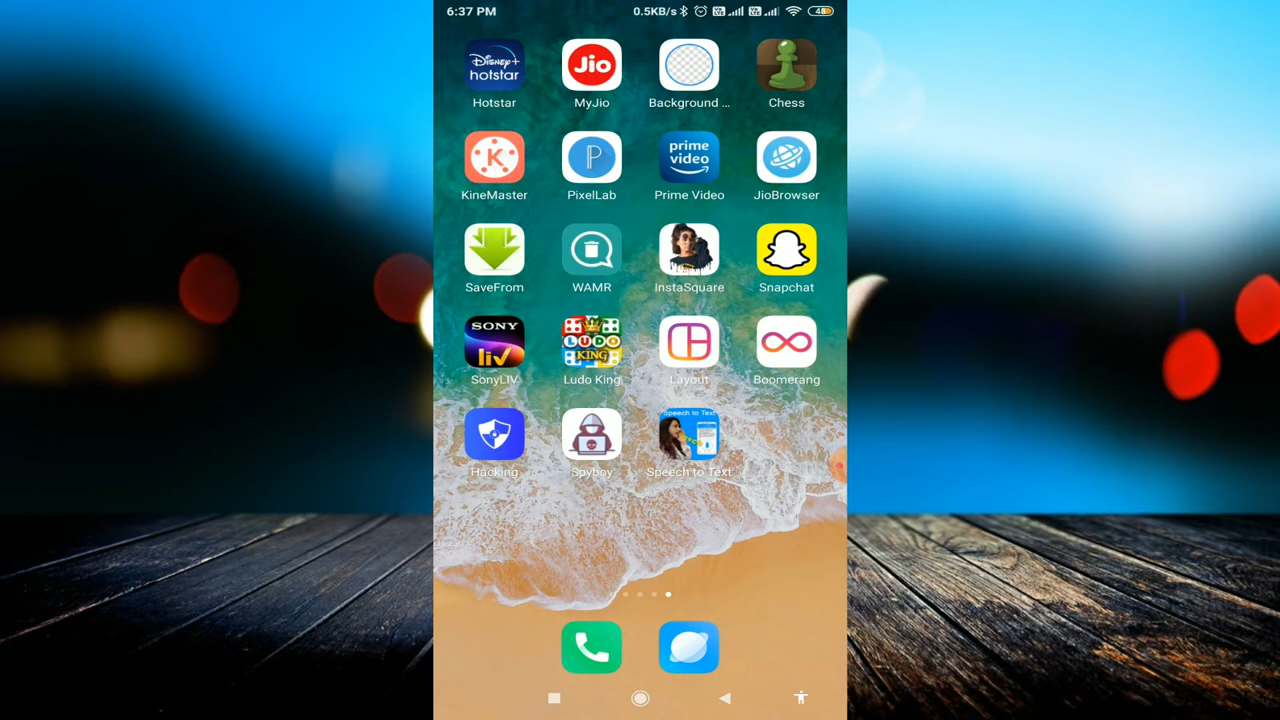 6:37 PM 0.5KB/s 48
Disney+ hotstar
Jio
Hotstar MyJio Background ... Chess
K P prime video
KineMaster PixelLab Prime Video JioBrowser
SaveFrom WAMR InstaSquare Snapchat
SONY liv LUDO KING
SonyLIV Ludo King Layout Boomerang
Speech to Text
Hacking Spyboy Speech to Text